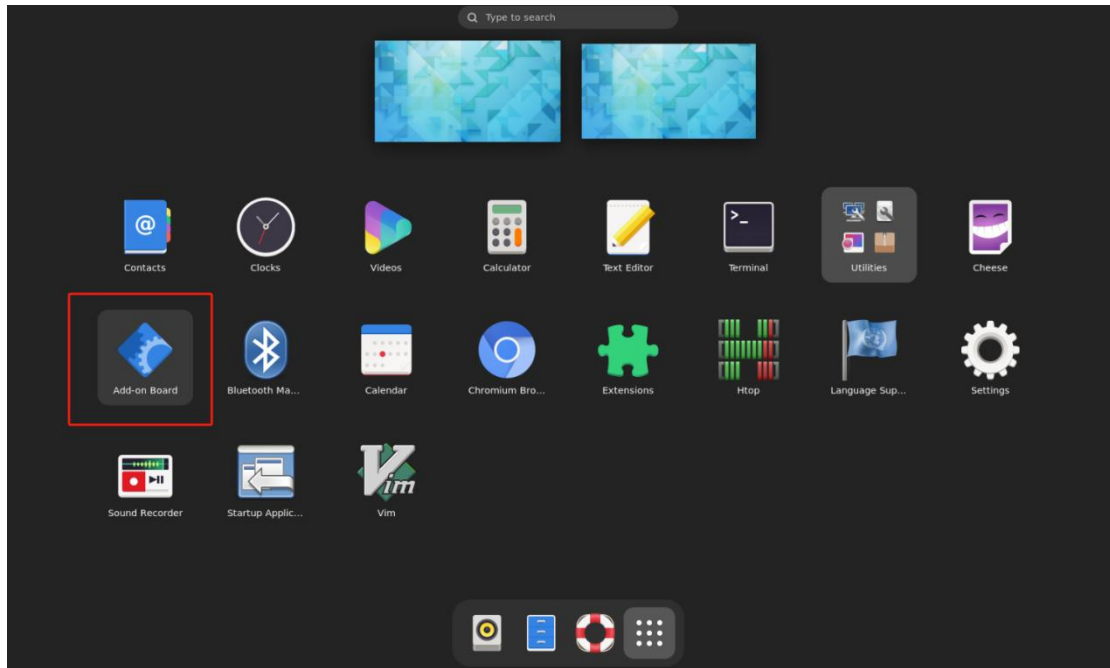 Type to search
@
>_
Contacts
Clocks
Videos
Calculator
Text Editor
Terminal
Utilities
Cheese
Add-on Board
Bluetooth Ma...
Calendar
Chromium Bro...
Extensions
Htop
Language Sup...
Settings
Vim
Sound Recorder
Startup Applic...
Vim